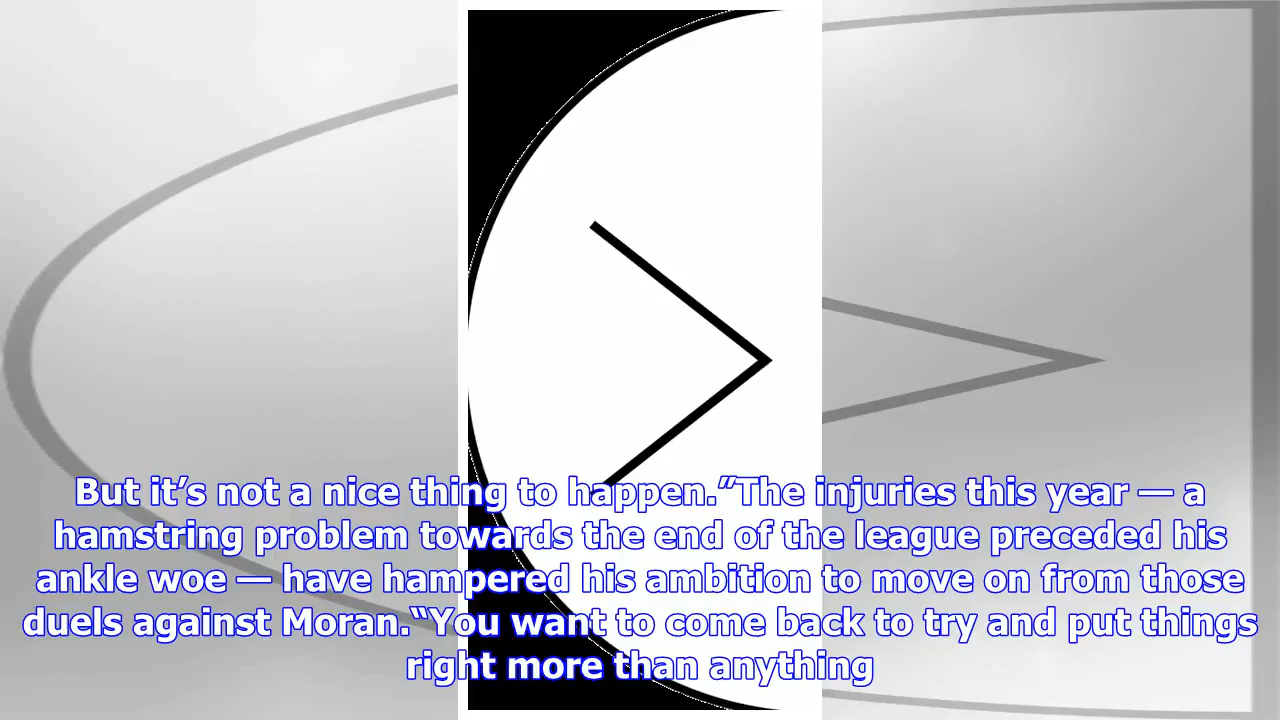 But it’s not a nice thing to happen.”The injuries this year — a
hamstring problem towards the end of the league preceded his
ankle woe — have hampered his ambition to move on from those
duels against Moran.“You want to come back to try and put things
right more than anything